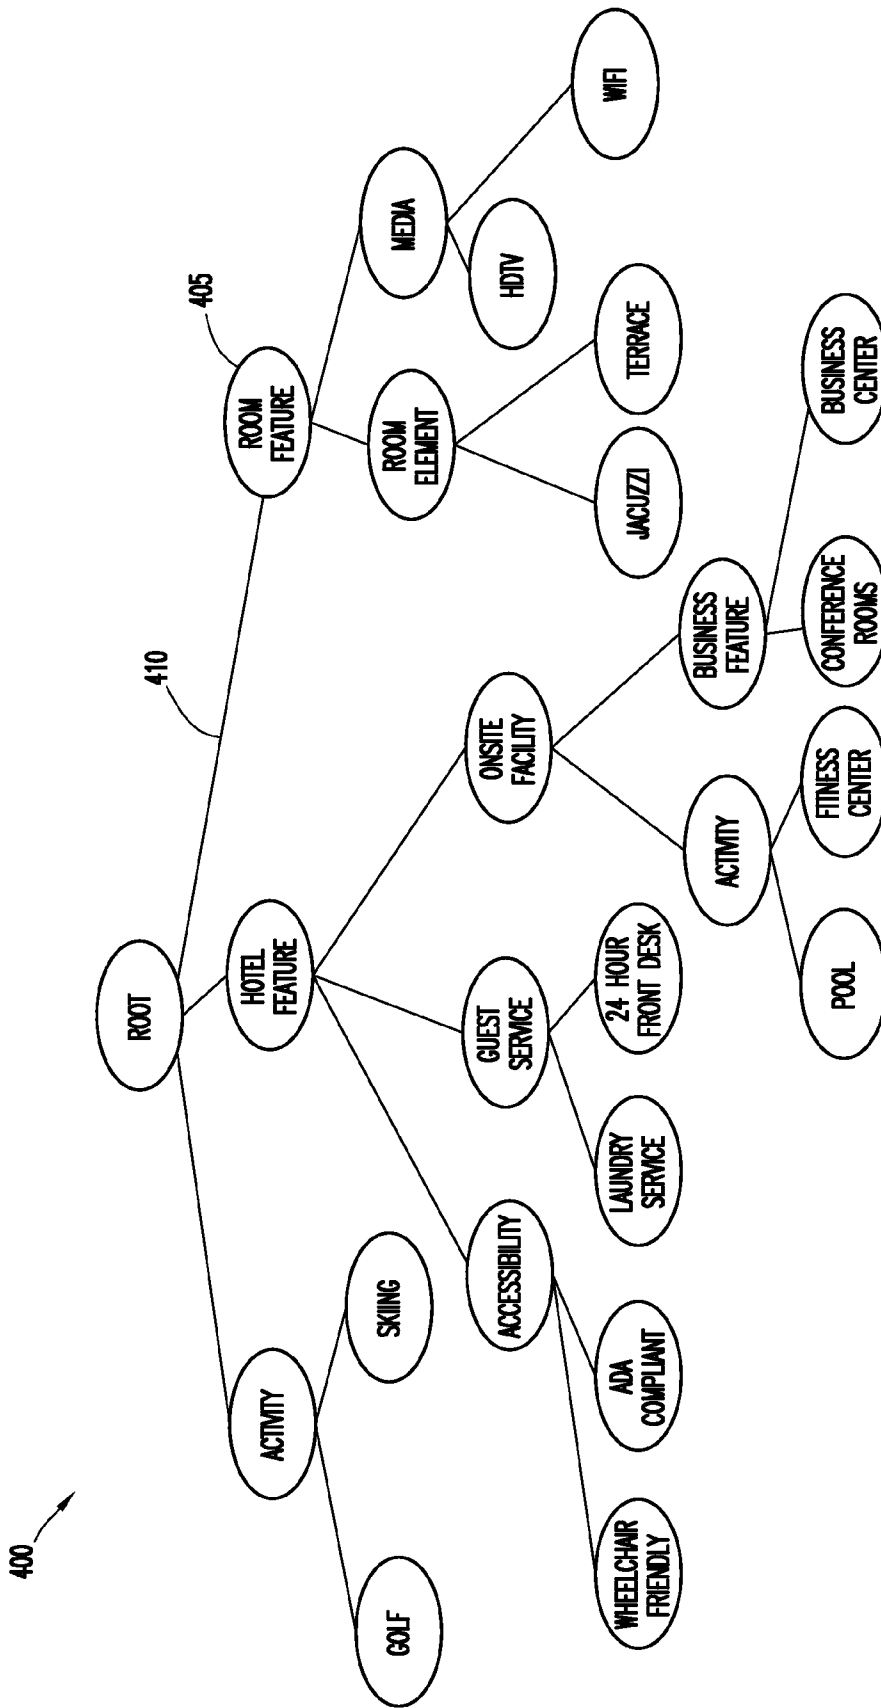 400
ROOT
410
405
ACTIVITY
HOTEL
FEATURE
ROOM
FEATURE
GOLF
SKIING
ROOM
ELEMENT
MEDIA
ACCESSIBILITY
GUEST
SERVICE
ONSITE
FACILITY
HDTV
WIFI
WHEELCHAIR
FRIENDLY
ADA
COMPLIANT
LAUNDRY
SERVICE
24 HOUR
FRONT DESK
JACUZZI
TERRACE
ACTIVITY
BUSINESS
FEATURE
POOL
FITNESS
CENTER
CONFERENCE
ROOMS
BUSINESS
CENTER